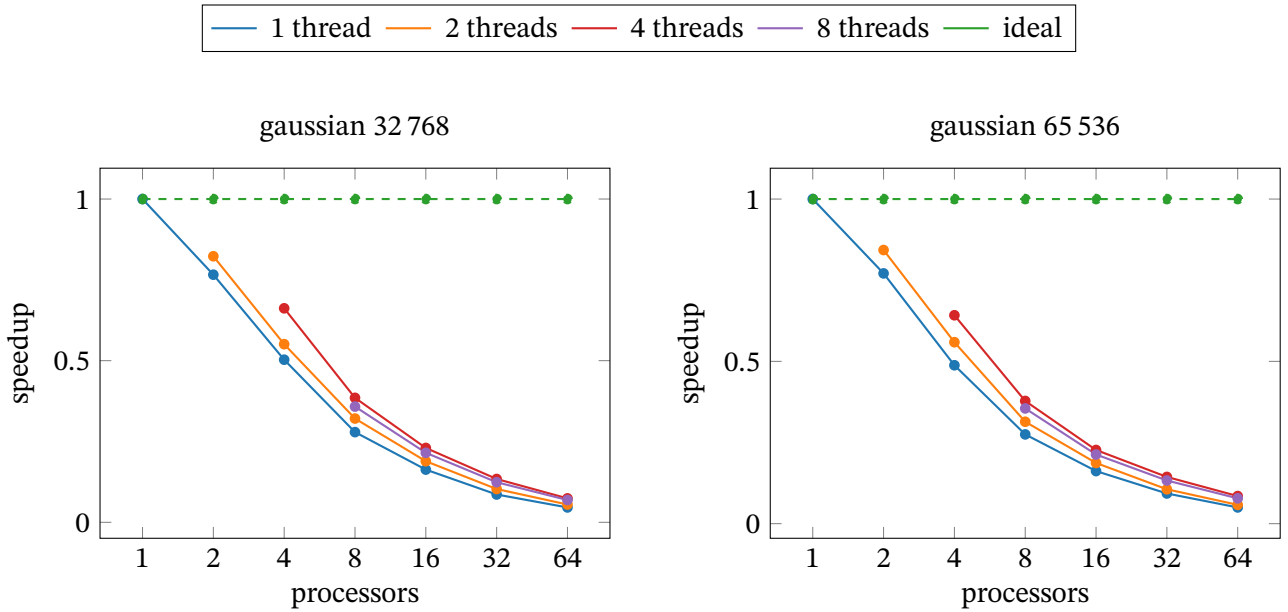 1 thread 2 threads 4 threads 8 threads ideal
gaussian 32 768
1
0.5
0
speedup
1 2 4 8 16 32 64
processors
gaussian 65 536
1
0.5
0
speedup
1 2 4 8 16 32 64
processors